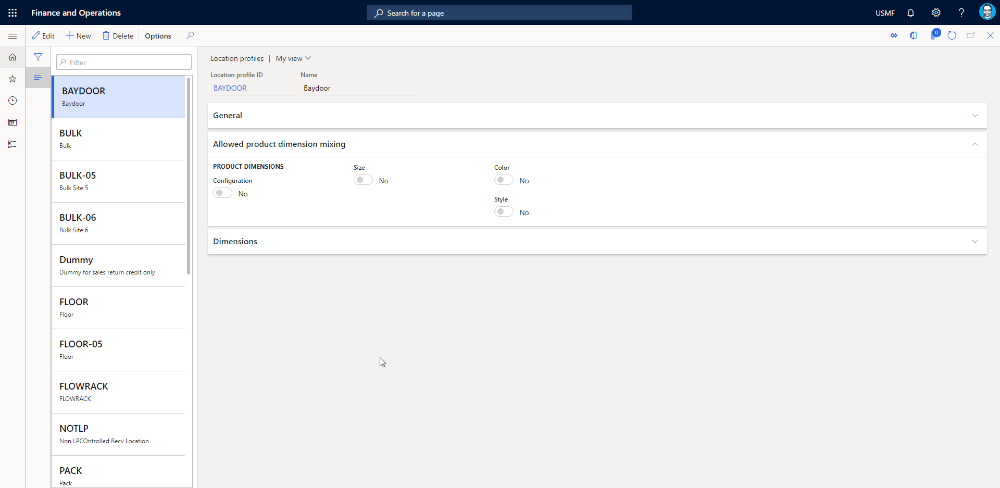 Finance and Operations
Search for a page
USMF
Edit
New
Delete
Options
0
Filter
BAYDOOR
Baydoor
BULK
Bulk
BULK-05
Bulk Site 5
BULK-06
Bulk Site 6
Dummy
Dummy for sales return credit only
FLOOR
Floor
FLOOR-05
Floor
FLOWRACK
FLOWRACK
NOTLP
Non LPCOntrolled Recv Location
PACK
Pack
Location profiles | My view
Location profile ID
Name
BAYDOOR
Baydoor
General
Allowed product dimension mixing
PRODUCT DIMENSIONS
Configuration
No
Size
No
Color
No
Style
No
Dimensions